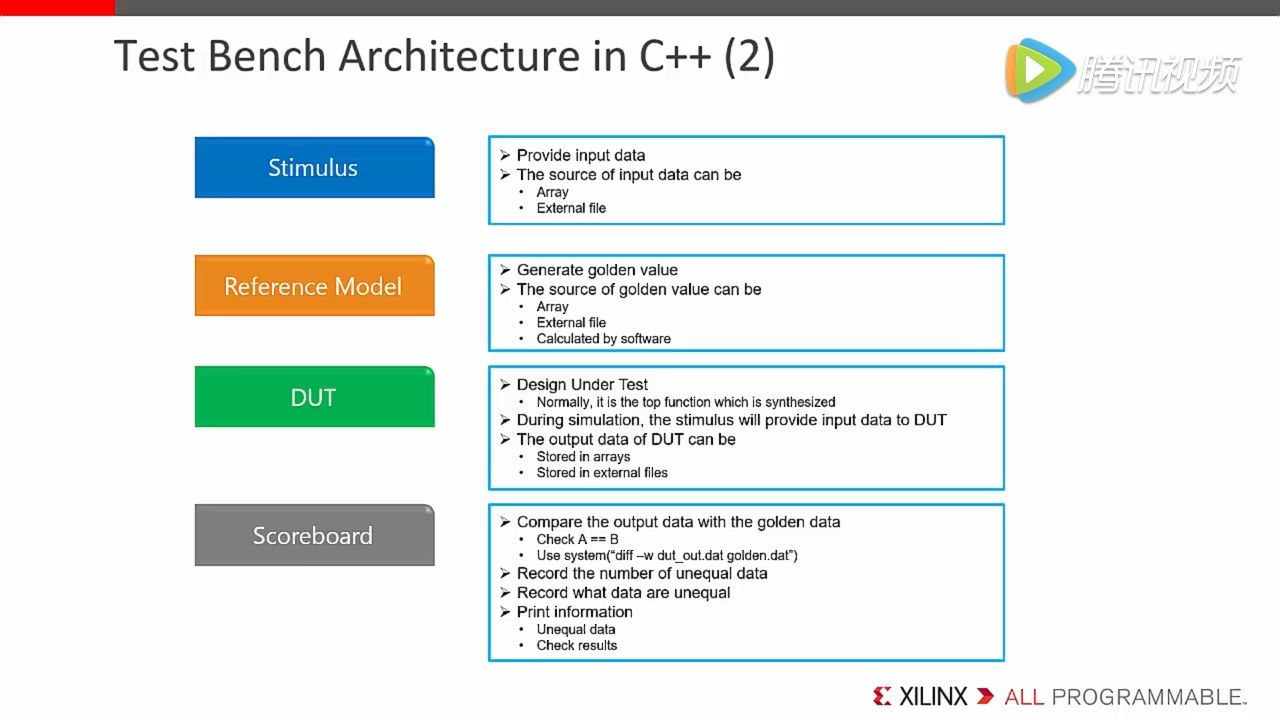 Test Bench Architecture in C++ (2)
腾讯视频
Stimulus
➢ Provide input data
➢ The source of input data can be
• Array
• External file
Reference Model
➢ Generate golden value
➢ The source of golden value can be
• Array
• External file
• Calculated by software
DUT
➢ Design Under Test
• Normally, it is the top function which is synthesized
➢ During simulation, the stimulus will provide input data to DUT
➢ The output data of DUT can be
• Stored in arrays
• Stored in external files
Scoreboard
➢ Compare the output data with the golden data
• Check A == B
• Use system(“diff –w dut_out.dat golden.dat”)
➢ Record the number of unequal data
➢ Record what data are unequal
➢ Print information
• Unequal data
• Check results
XILINX ALL PROGRAMMABLE™